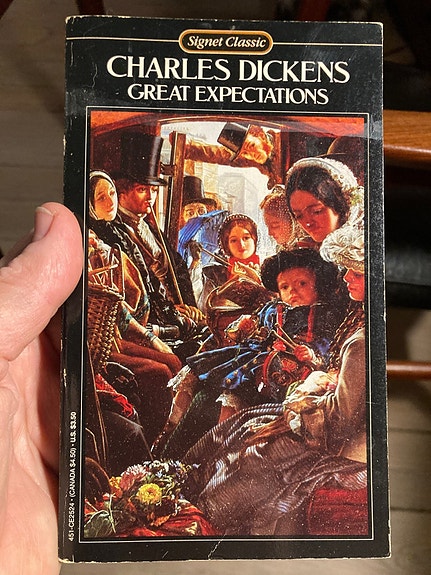 Signet Classic
CHARLES DICKENS
GREAT EXPECTATIONS
451-CE2524 • (CANADA $4.50) • U.S. $3.50